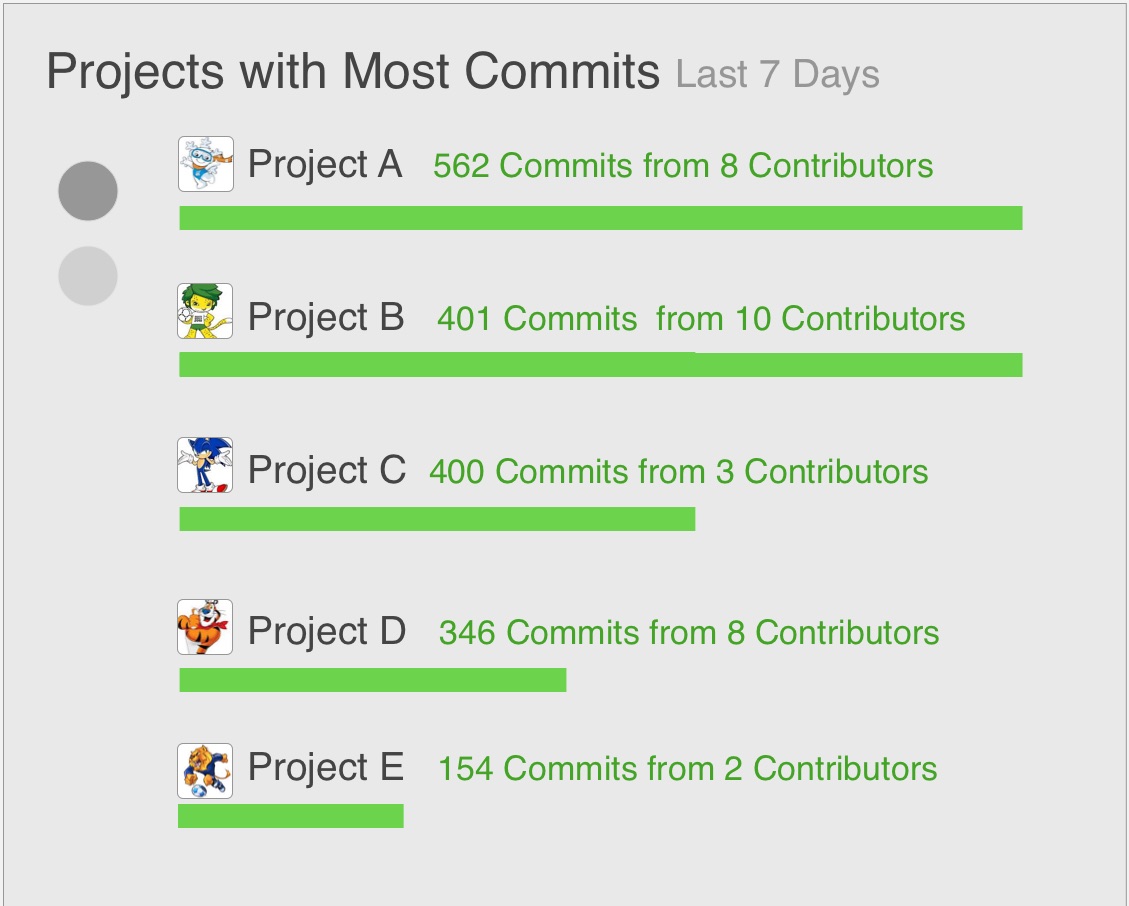 Projects with Most Commits Last 7 Days
Project A 562 Commits from 8 Contributors
Project B 401 Commits from 10 Contributors
Project C 400 Commits from 3 Contributors
Project D 346 Commits from 8 Contributors
Project E 154 Commits from 2 Contributors